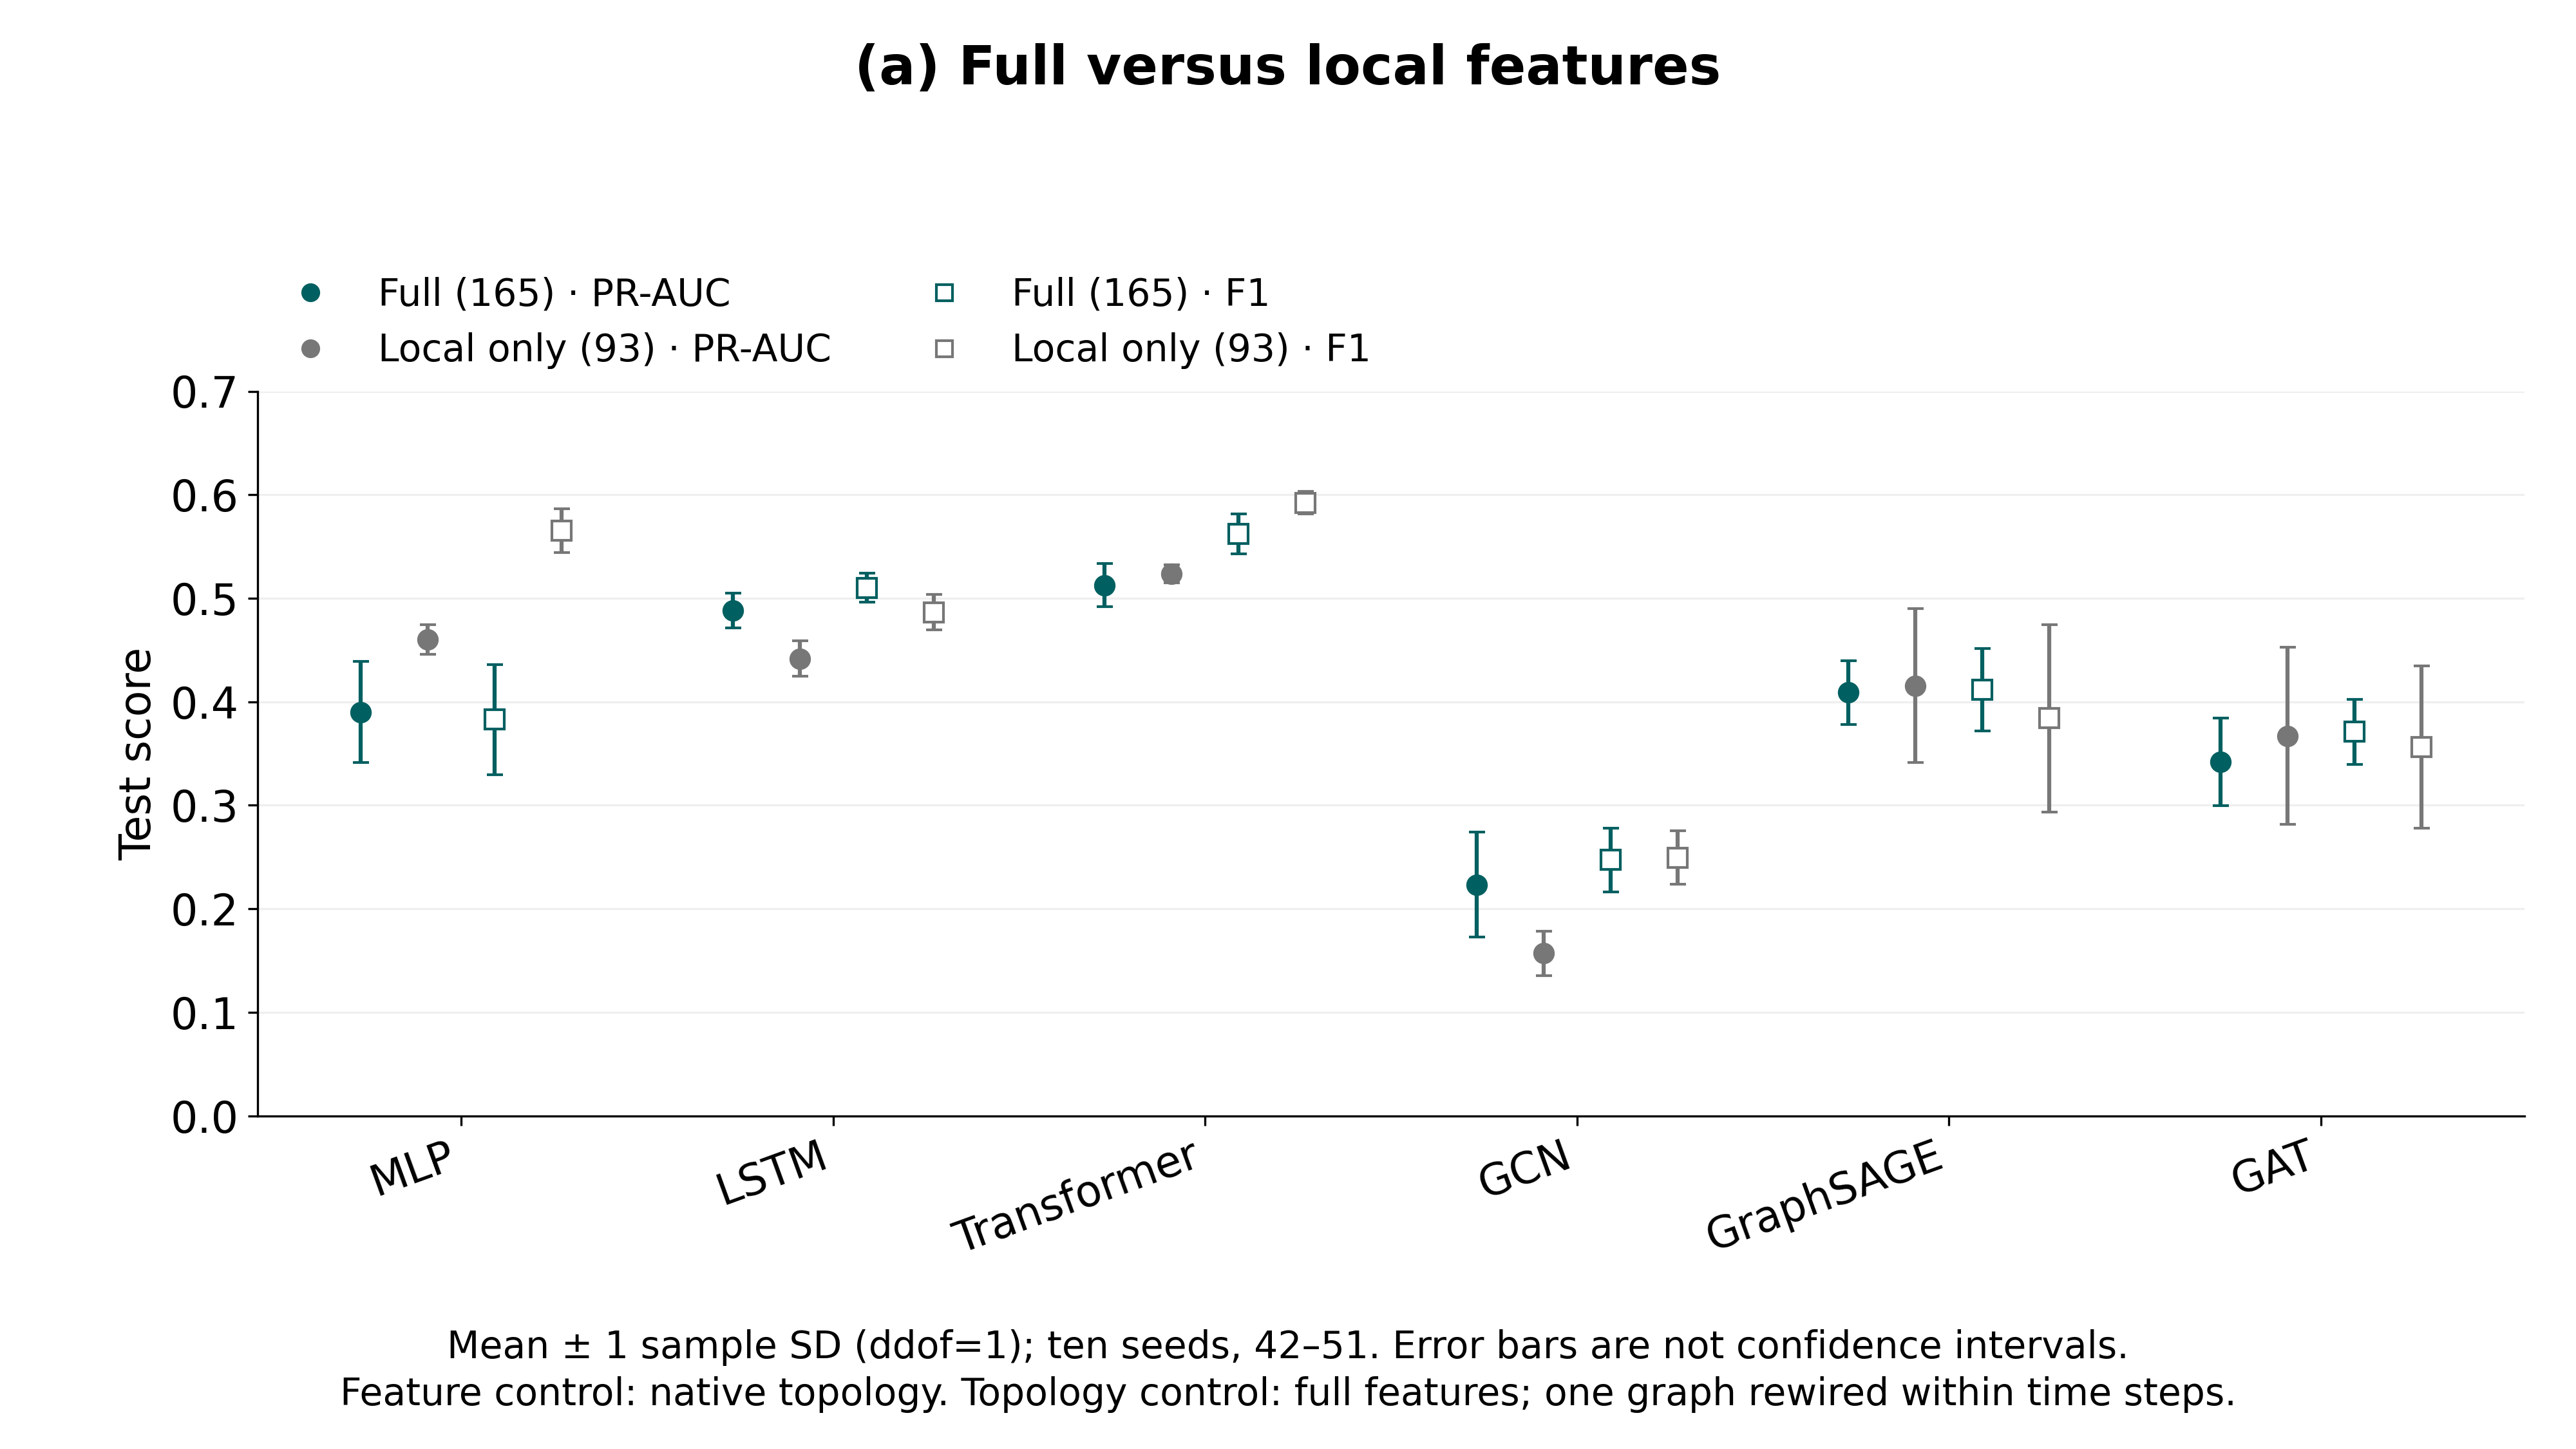 (a) Full versus local features
Full (165) · PR-AUC
Local only (93) · PR-AUC
Full (165) · F1
Local only (93) · F1
Test score
0.7
0.6
0.5
0.4
0.3
0.2
0.1
0.0
MLP
LSTM
Transformer
GCN
GraphSAGE
GAT
Mean ± 1 sample SD (ddof=1); ten seeds, 42–51. Error bars are not confidence intervals.
Feature control: native topology. Topology control: full features; one graph rewired within time steps.